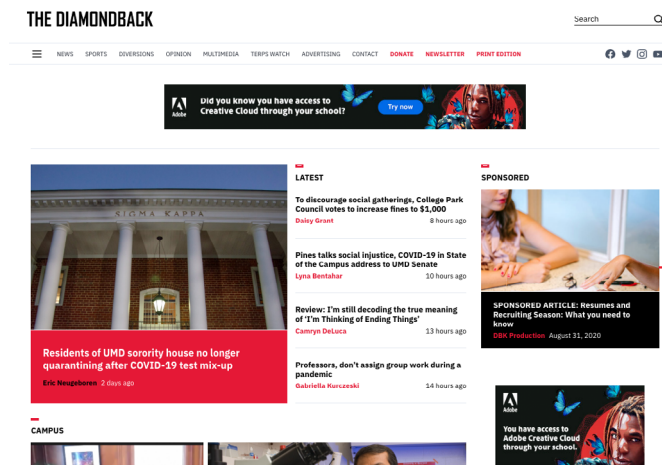 THE DIAMONDBACK
Search
NEWS SPORTS DIVERSIONS OPINION MULTIMEDIA TERPS WATCH ADVERTISING CONTACT DONATE NEWSLETTER PRINT EDITION
Adobe
Did you know you have access to
Creative Cloud through your school?
Try now
SIGMA KAPPA
Residents of UMD sorority house no longer
quarantining after COVID-19 test mix-up
Eric Neugeboren 2 days ago
LATEST
To discourage social gatherings, College Park
Council votes to increase fines to $1,000
Daisy Grant 8 hours ago
Pines talks social injustice, COVID-19 in State
of the Campus address to UMD Senate
Lyna Bentahar 10 hours ago
Review: I'm still decoding the true meaning
of 'I'm Thinking of Ending Things'
Camryn DeLuca 13 hours ago
Professors, don't assign group work during a
pandemic
Gabriella Kurczeski 14 hours ago
SPONSORED
SPONSORED ARTICLE: Resumes and
Recruiting Season: What you need to
know
DBK Production August 31, 2020
Adobe
You have access to
Adobe Creative Cloud
through your school.
CAMPUS